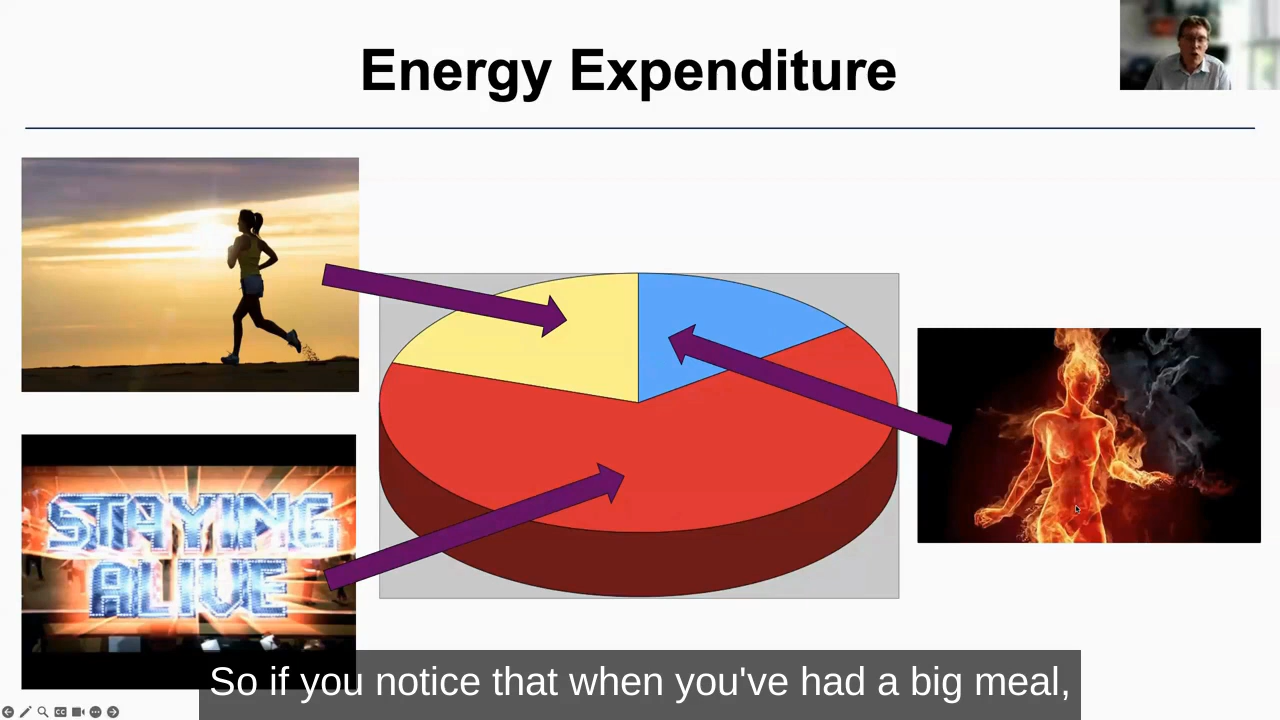 Energy Expenditure
STAYING
ALIVE
So if you notice that when you've had a big meal,